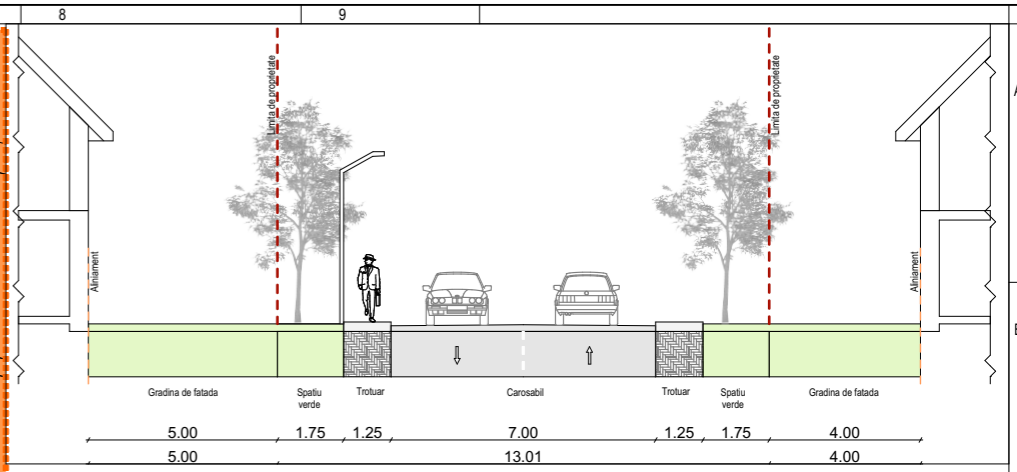 8 9
A
Limita de proprietate Limita de proprietate
Aliniament Aliniament
Gradina de fatada Spatiu verde Trotuar Carosabil Trotuar Spatiu verde Gradina de fatada
5.00 1.75 1.25 7.00 1.25 1.75 4.00
5.00 13.01 4.00